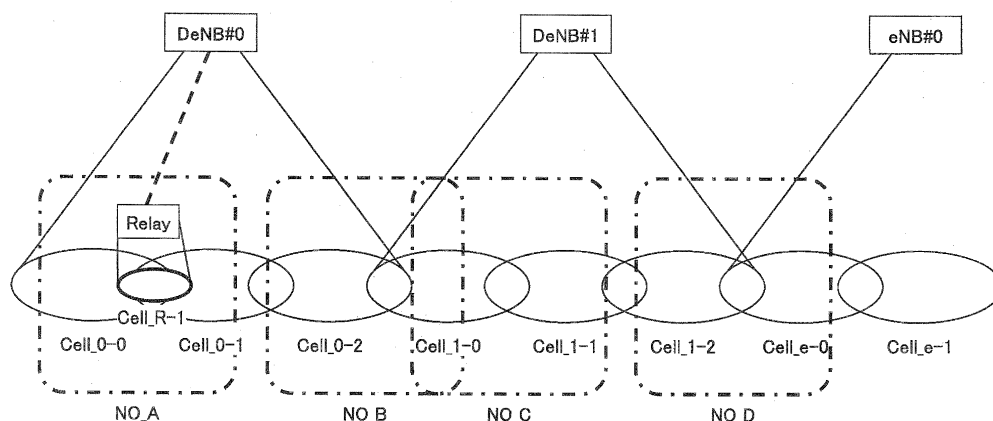 DeNB#0 DeNB#1 eNB#0
Relay
Cell_R-1
Cell_0-0 Cell_0-1 Cell_0-2 Cell_1-0 Cell_1-1 Cell_1-2 Cell_e-0 Cell_e-1
NO_A NO B NO C NO D